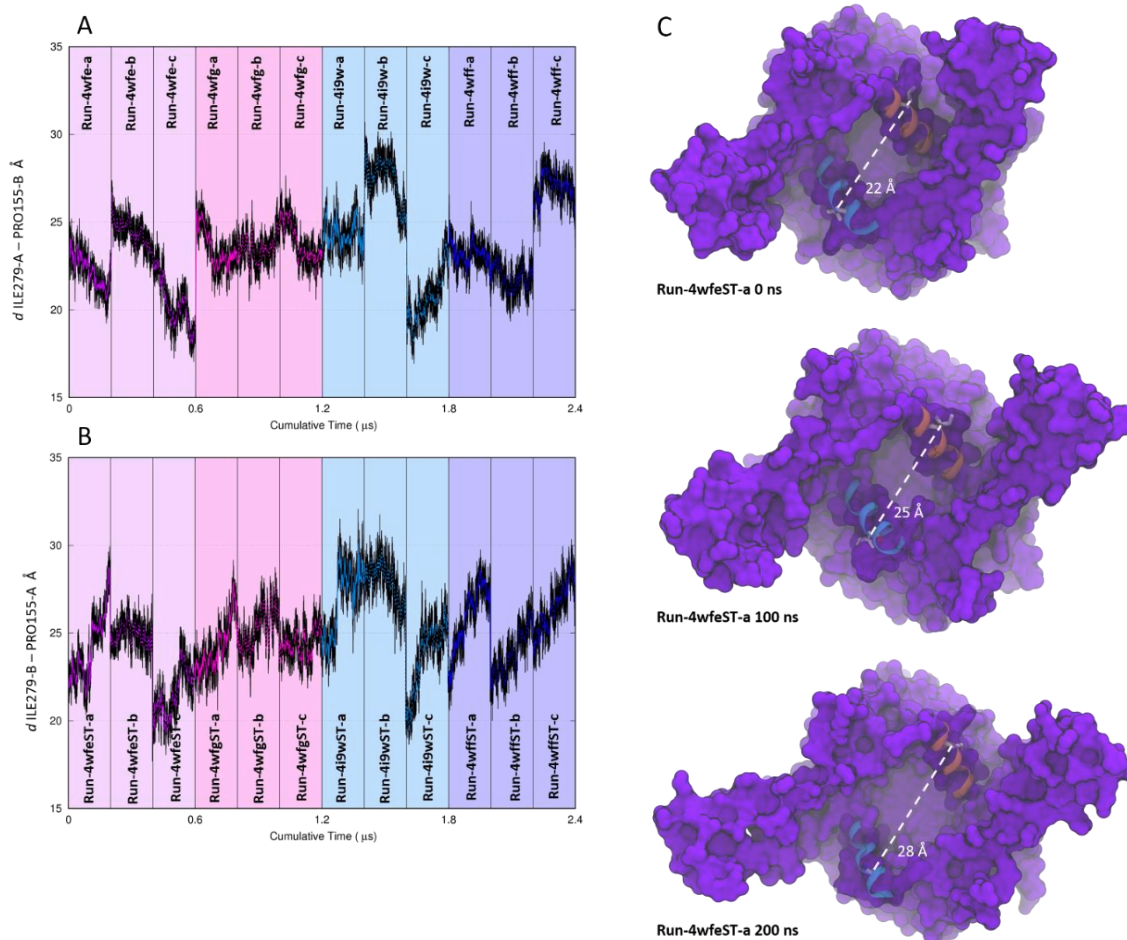 A
d ILE279-A – PRO155-B Å
35
30
25
20
15
Run-4wfe-a
Run-4wfe-b
Run-4wfe-c
Run-4wfg-a
Run-4wfg-b
Run-4wfg-c
Run-4i9w-a
Run-4i9w-b
Run-4i9w-c
Run-4wff-a
Run-4wff-b
Run-4wff-c
0
0.6
1.2
1.8
2.4
Cumulative Time ( μs)
B
d ILE279-B – PRO155-A Å
35
30
25
20
15
Run-4wfeST-a
Run-4wfeST-b
Run-4wfeST-c
Run-4wfgST-a
Run-4wfgST-b
Run-4wfgST-c
Run-4i9wST-a
Run-4i9wST-b
Run-4i9wST-c
Run-4wffST-a
Run-4wffST-b
Run-4wffST-c
0
0.6
1.2
1.8
2.4
Cumulative Time ( μs)
C
22 Å
Run-4wfeST-a 0 ns
25 Å
Run-4wfeST-a 100 ns
28 Å
Run-4wfeST-a 200 ns